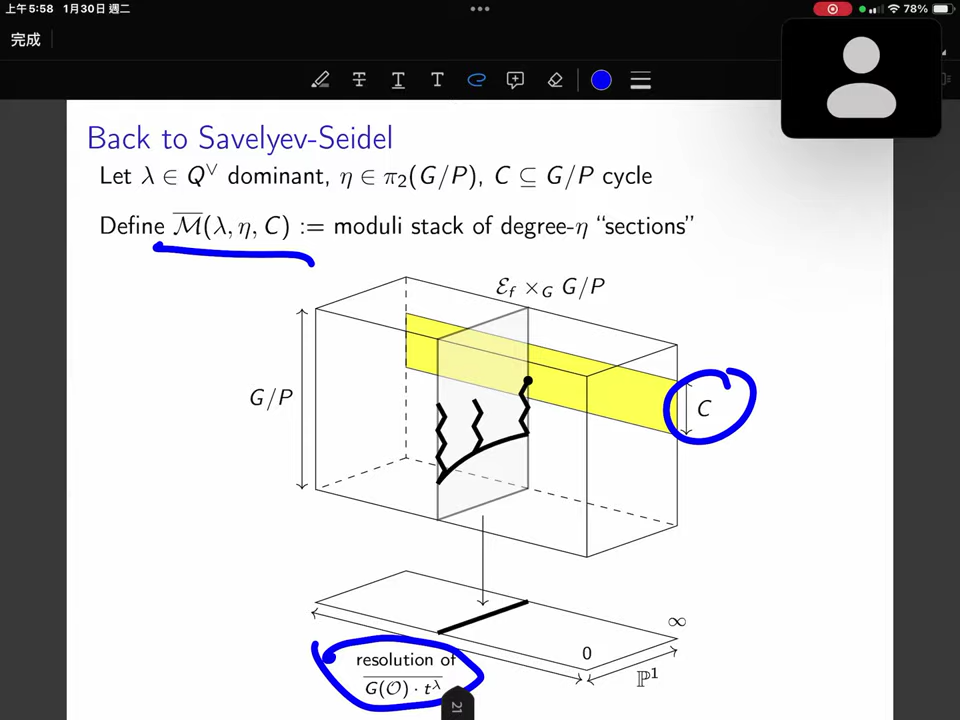 上午5:58 1月30日 週二
78%
完成
T T T
Back to Savelyev-Seidel
Let λ ∈ Q^∨ dominant, η ∈ π₂(G/P), C ⊆ G/P cycle
Define \overline{M}(λ, η, C) := moduli stack of degree-η “sections”
ℰ_f ×_G G/P
G/P
C
∞
0
ℙ¹
resolution of
\overline{G(𝒪) · t^λ}
21